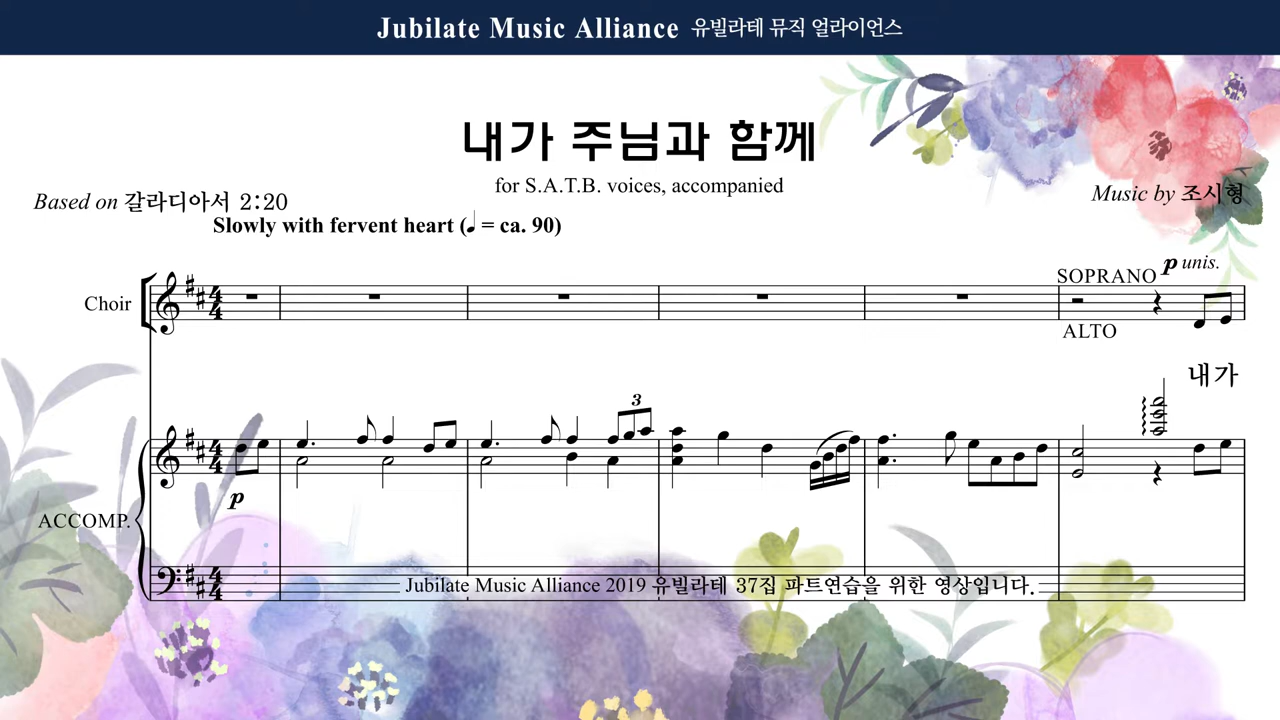 Jubilate Music Alliance 유빌라테 뮤직 얼라이언스
내가 주님과 함께
for S.A.T.B. voices, accompanied
Based on 갈라디아서 2:20
Music by 조시형
Slowly with fervent heart (♩ = ca. 90)
SOPRANO p unis.
Choir
ALTO
내가
3
p
ACCOMP.
Jubilate Music Alliance 2019 유빌라테 37집 파트연습을 위한 영상입니다.